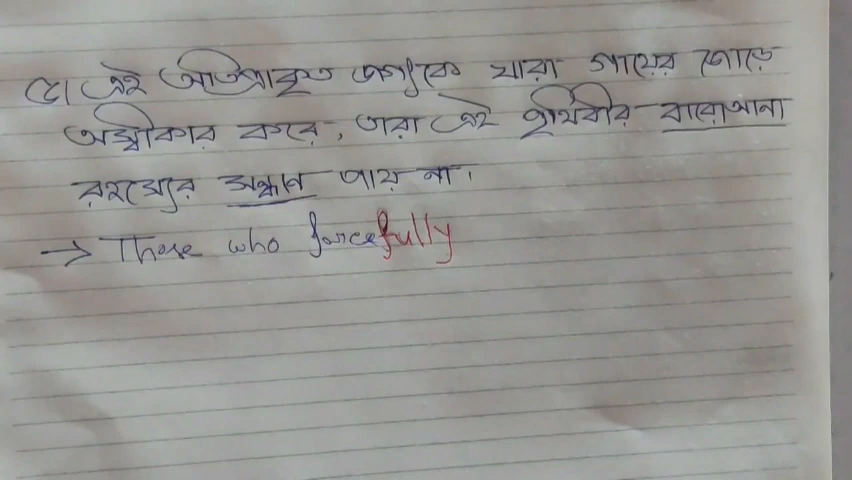 ৫। এই অতিপ্রাকৃত জগৎকে যারা গায়ের জোড়ে
অস্বীকার করে, তারা এই পৃথিবীর বারোআনা
রহস্যের সন্ধান পায় না।
→ Those who forcefully